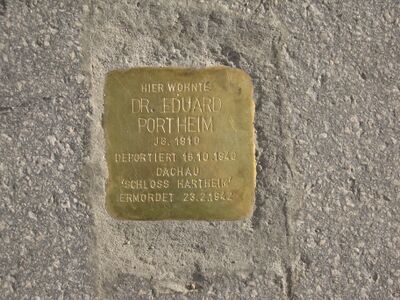 HIER WOHNTE
DR. EDUARD
PORTHEIM
JG. 1910
DEPORTIERT 16.10.1940
DACHAU
'SCHLOSS HARTHEIM'
ERMORDET 23.2.1942